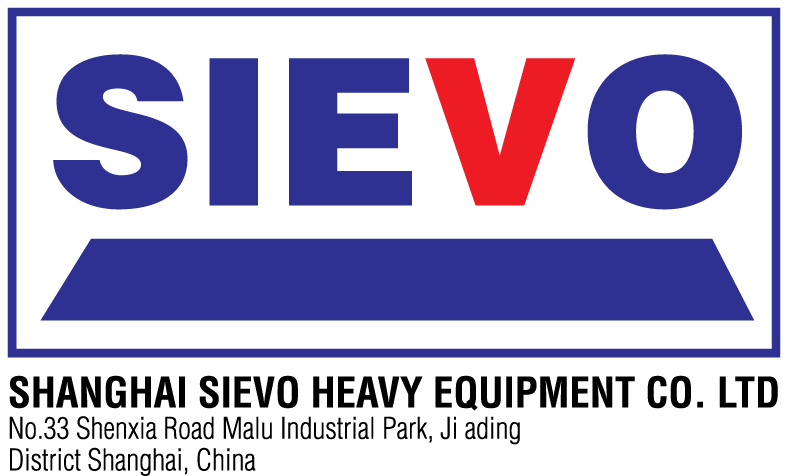 SIEVO
SHANGHAI SIEVO HEAVY EQUIPMENT CO. LTD
No.33 Shenxia Road Malu Industrial Park, Ji ading
District Shanghai, China